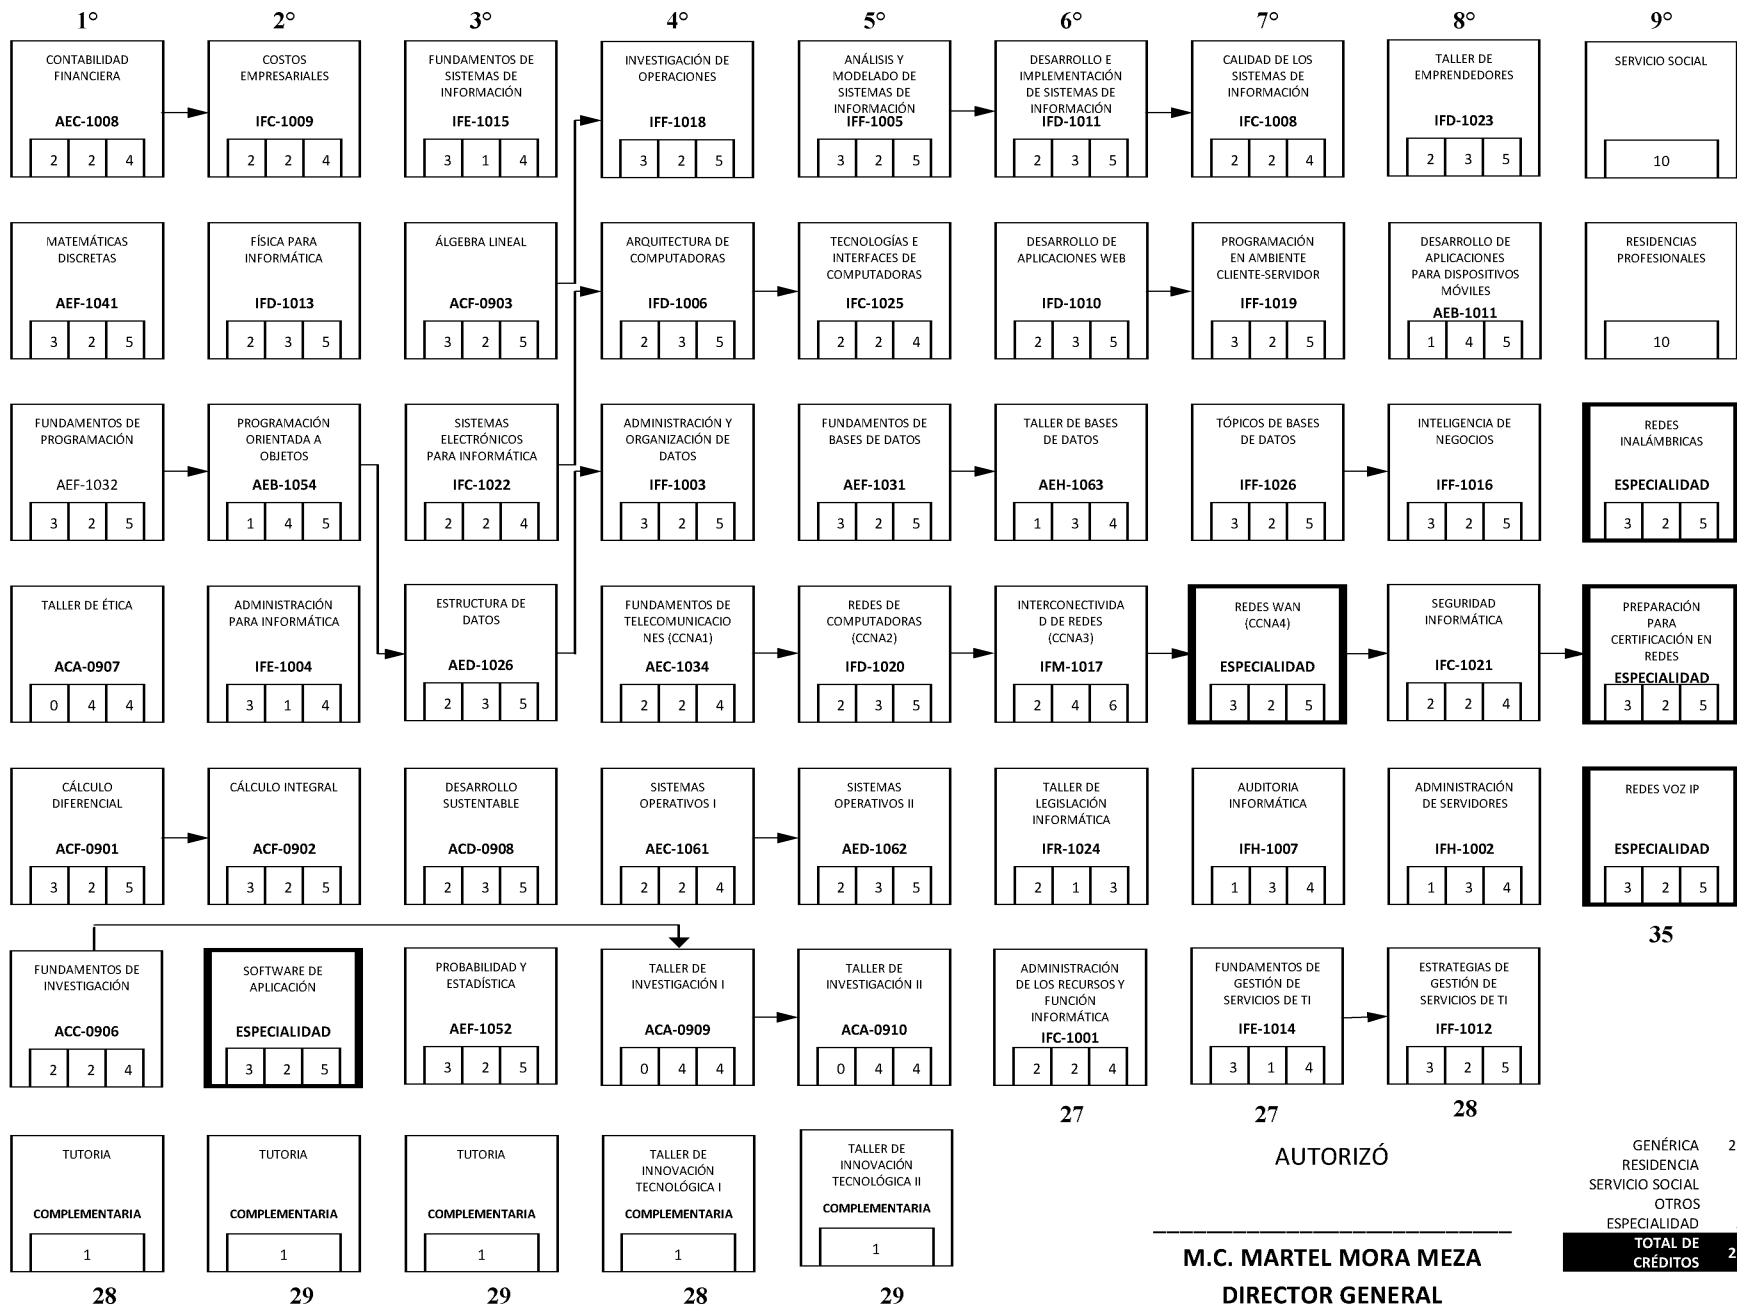 1° 2° 3° 4° 5° 6° 7° 8° 9°
CONTABILIDAD
FINANCIERA
AEC-1008
2 2 4
COSTOS
EMPRESARIALES
IFC-1009
2 2 4
FUNDAMENTOS DE
SISTEMAS DE
INFORMACIÓN
IFE-1015
3 1 4
INVESTIGACIÓN DE
OPERACIONES
IFF-1018
3 2 5
ANÁLISIS Y
MODELADO DE
SISTEMAS DE
INFORMACIÓN
IFF-1005
3 2 5
DESARROLLO E
IMPLEMENTACIÓN
DE SISTEMAS DE
INFORMACIÓN
IFD-1011
2 3 5
CALIDAD DE LOS
SISTEMAS DE
INFORMACIÓN
IFC-1008
2 2 4
TALLER DE
EMPRENDEDORES
IFD-1023
2 3 5
SERVICIO SOCIAL
10
MATEMÁTICAS
DISCRETAS
AEF-1041
3 2 5
FÍSICA PARA
INFORMÁTICA
IFD-1013
2 3 5
ÁLGEBRA LINEAL
ACF-0903
3 2 5
ARQUITECTURA DE
COMPUTADORAS
IFD-1006
2 3 5
TECNOLOGÍAS E
INTERFACES DE
COMPUTADORAS
IFC-1025
2 2 4
DESARROLLO DE
APLICACIONES WEB
IFD-1010
2 3 5
PROGRAMACIÓN
EN AMBIENTE
CLIENTE-SERVIDOR
IFF-1019
3 2 5
DESARROLLO DE
APLICACIONES
PARA DISPOSITIVOS
MÓVILES
AEB-1011
1 4 5
RESIDENCIAS
PROFESIONALES
10
FUNDAMENTOS DE
PROGRAMACIÓN
AEF-1032
3 2 5
PROGRAMACIÓN
ORIENTADA A
OBJETOS
AEB-1054
1 4 5
SISTEMAS
ELECTRÓNICOS
PARA INFORMÁTICA
IFC-1022
2 2 4
ADMINISTRACIÓN Y
ORGANIZACIÓN DE
DATOS
IFF-1003
3 2 5
FUNDAMENTOS DE
BASES DE DATOS
AEF-1031
3 2 5
TALLER DE BASES
DE DATOS
AEH-1063
1 3 4
TÓPICOS DE BASES
DE DATOS
IFF-1026
3 2 5
INTELIGENCIA DE
NEGOCIOS
IFF-1016
3 2 5
REDES
INALÁMBRICAS
ESPECIALIDAD
3 2 5
TALLER DE ÉTICA
ACA-0907
0 4 4
ADMINISTRACIÓN
PARA INFORMÁTICA
IFE-1004
3 1 4
ESTRUCTURA DE
DATOS
AED-1026
2 3 5
FUNDAMENTOS DE
TELECOMUNICACIO
NES (CCNA1)
AEC-1034
2 2 4
REDES DE
COMPUTADORAS
(CCNA2)
IFD-1020
2 3 5
INTERCONECTIVIDA
D DE REDES
(CCNA3)
IFM-1017
2 4 6
REDES WAN
(CCNA4)
ESPECIALIDAD
3 2 5
SEGURIDAD
INFORMÁTICA
IFC-1021
2 2 4
PREPARACIÓN
PARA
CERTIFICACIÓN EN
REDES
ESPECIALIDAD
3 2 5
CÁLCULO
DIFERENCIAL
ACF-0901
3 2 5
CÁLCULO INTEGRAL
ACF-0902
3 2 5
DESARROLLO
SUSTENTABLE
ACD-0908
2 3 5
SISTEMAS
OPERATIVOS I
AEC-1061
2 2 4
SISTEMAS
OPERATIVOS II
AED-1062
2 3 5
TALLER DE
LEGISLACIÓN
INFORMÁTICA
IFR-1024
2 1 3
AUDITORIA
INFORMÁTICA
IFH-1007
1 3 4
ADMINISTRACIÓN
DE SERVIDORES
IFH-1002
1 3 4
REDES VOZ IP
ESPECIALIDAD
3 2 5
35
FUNDAMENTOS DE
INVESTIGACIÓN
ACC-0906
2 2 4
SOFTWARE DE
APLICACIÓN
ESPECIALIDAD
3 2 5
PROBABILIDAD Y
ESTADÍSTICA
AEF-1052
3 2 5
TALLER DE
INVESTIGACIÓN I
ACA-0909
0 4 4
TALLER DE
INVESTIGACIÓN II
ACA-0910
0 4 4
ADMINISTRACIÓN
DE LOS RECURSOS Y
FUNCIÓN
INFORMÁTICA
IFC-1001
2 2 4
FUNDAMENTOS DE
GESTIÓN DE
SERVICIOS DE TI
IFE-1014
3 1 4
ESTRATEGIAS DE
GESTIÓN DE
SERVICIOS DE TI
IFF-1012
3 2 5
27 27 28
TUTORIA
COMPLEMENTARIA
1
TUTORIA
COMPLEMENTARIA
1
TUTORIA
COMPLEMENTARIA
1
TALLER DE
INNOVACIÓN
TECNOLÓGICA I
COMPLEMENTARIA
1
TALLER DE
INNOVACIÓN
TECNOLÓGICA II
COMPLEMENTARIA
1
28 29 29 28 29
AUTORIZÓ
M.C. MARTEL MORA MEZA
DIRECTOR GENERAL
GENÉRICA 2
RESIDENCIA
SERVICIO SOCIAL
OTROS
ESPECIALIDAD
TOTAL DE
CRÉDITOS 2